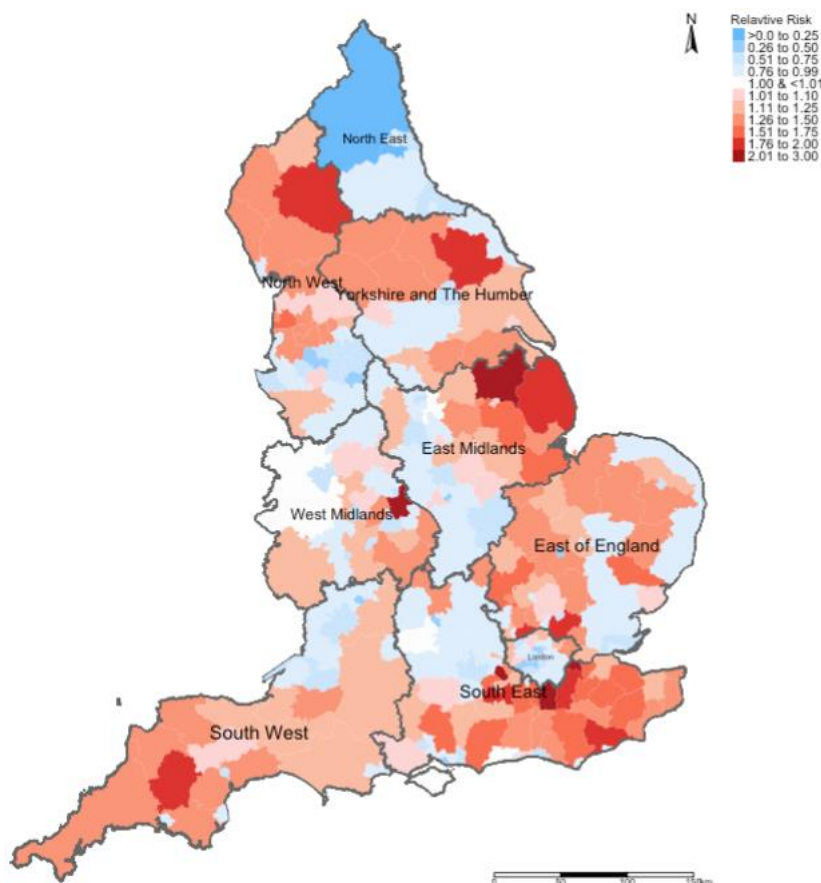 N
Relavtive Risk
>0.0 to 0.25
0.26 to 0.50
0.51 to 0.75
0.76 to 0.99
1.00 & <1.01
1.01 to 1.10
1.11 to 1.25
1.26 to 1.50
1.51 to 1.75
1.76 to 2.00
2.01 to 3.00
North East
North West
Yorkshire and The Humber
East Midlands
West Midlands
East of England
London
South East
South West
0 50 100 150km